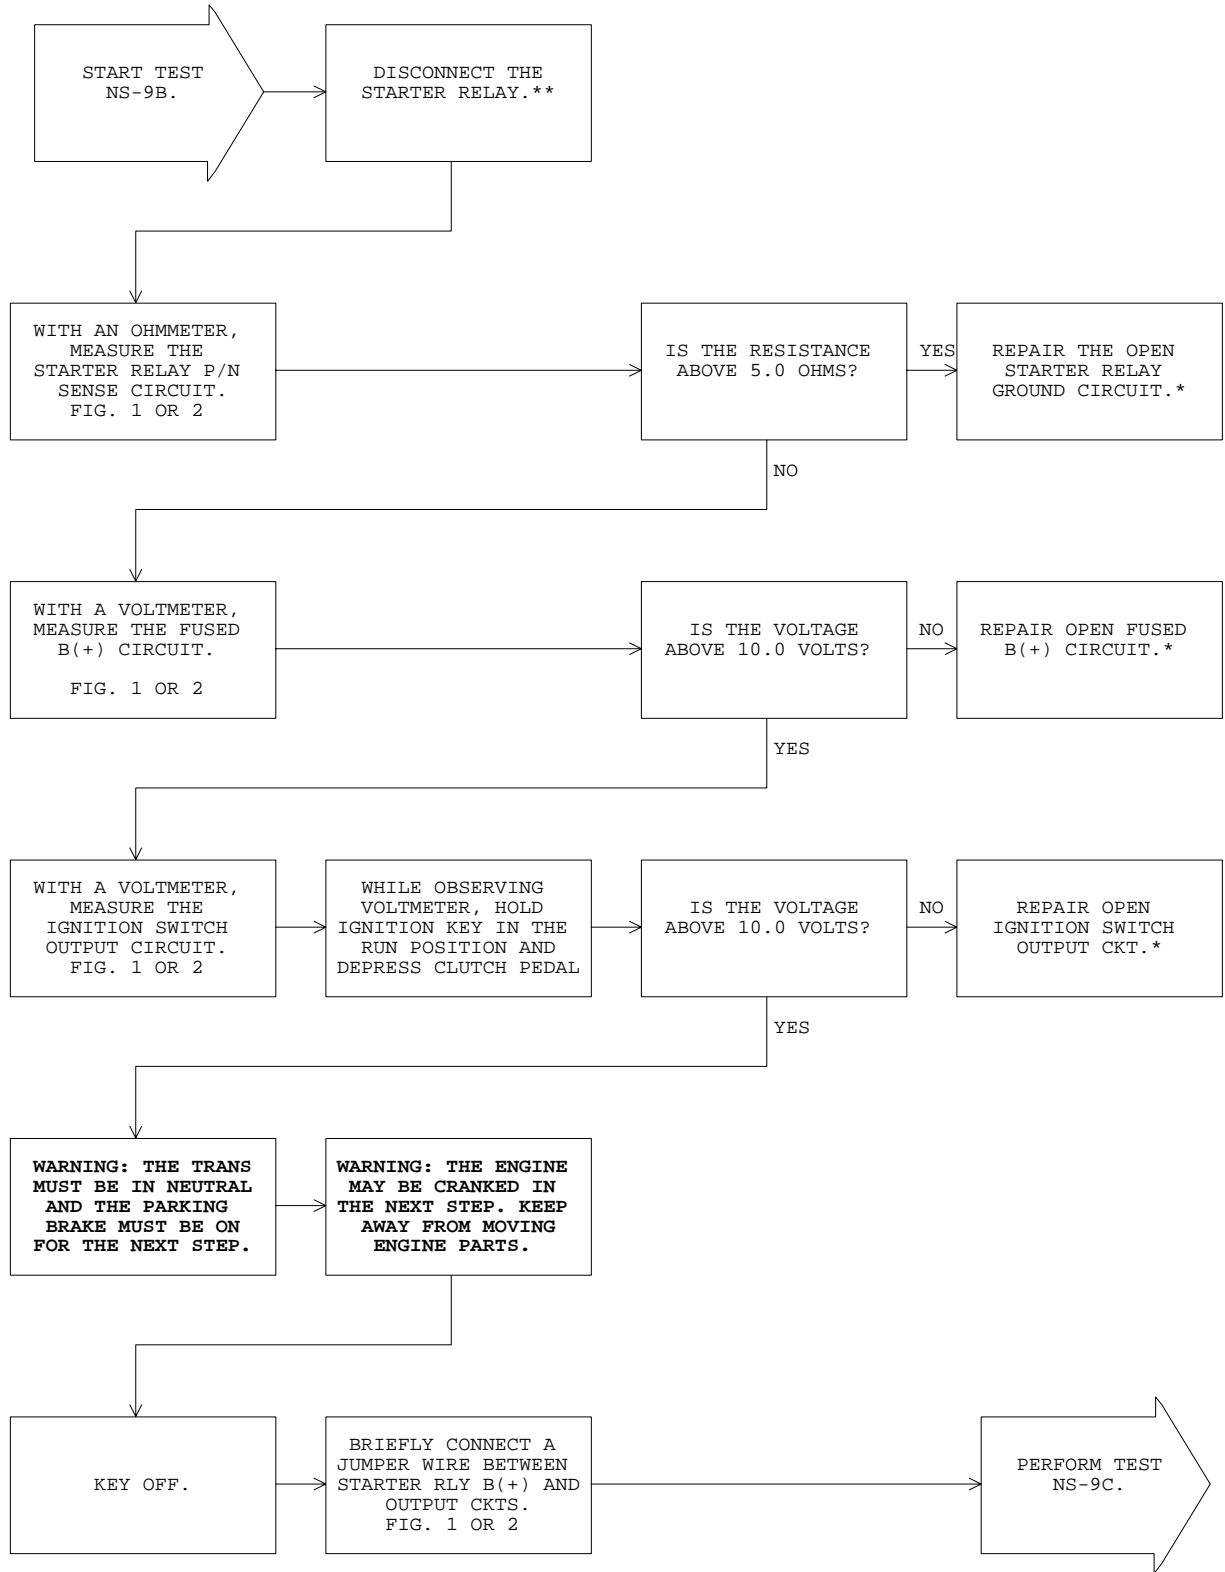 START TEST
NS-9B.
DISCONNECT THE
STARTER RELAY.**
WITH AN OHMMETER,
MEASURE THE
STARTER RELAY P/N
SENSE CIRCUIT.
FIG. 1 OR 2
IS THE RESISTANCE
ABOVE 5.0 OHMS?
YES
REPAIR THE OPEN
STARTER RELAY
GROUND CIRCUIT.*
NO
WITH A VOLTMETER,
MEASURE THE FUSED
B(+) CIRCUIT.
FIG. 1 OR 2
IS THE VOLTAGE
ABOVE 10.0 VOLTS?
NO
REPAIR OPEN FUSED
B(+) CIRCUIT.*
YES
WITH A VOLTMETER,
MEASURE THE
IGNITION SWITCH
OUTPUT CIRCUIT.
FIG. 1 OR 2
WHILE OBSERVING
VOLTMETER, HOLD
IGNITION KEY IN THE
RUN POSITION AND
DEPRESS CLUTCH PEDAL
IS THE VOLTAGE
ABOVE 10.0 VOLTS?
NO
REPAIR OPEN
IGNITION SWITCH
OUTPUT CKT.*
YES
WARNING: THE TRANS
MUST BE IN NEUTRAL
AND THE PARKING
BRAKE MUST BE ON
FOR THE NEXT STEP.
WARNING: THE ENGINE
MAY BE CRANKED IN
THE NEXT STEP. KEEP
AWAY FROM MOVING
ENGINE PARTS.
KEY OFF.
BRIEFLY CONNECT A
JUMPER WIRE BETWEEN
STARTER RLY B(+) AND
OUTPUT CKTS.
FIG. 1 OR 2
PERFORM TEST
NS-9C.